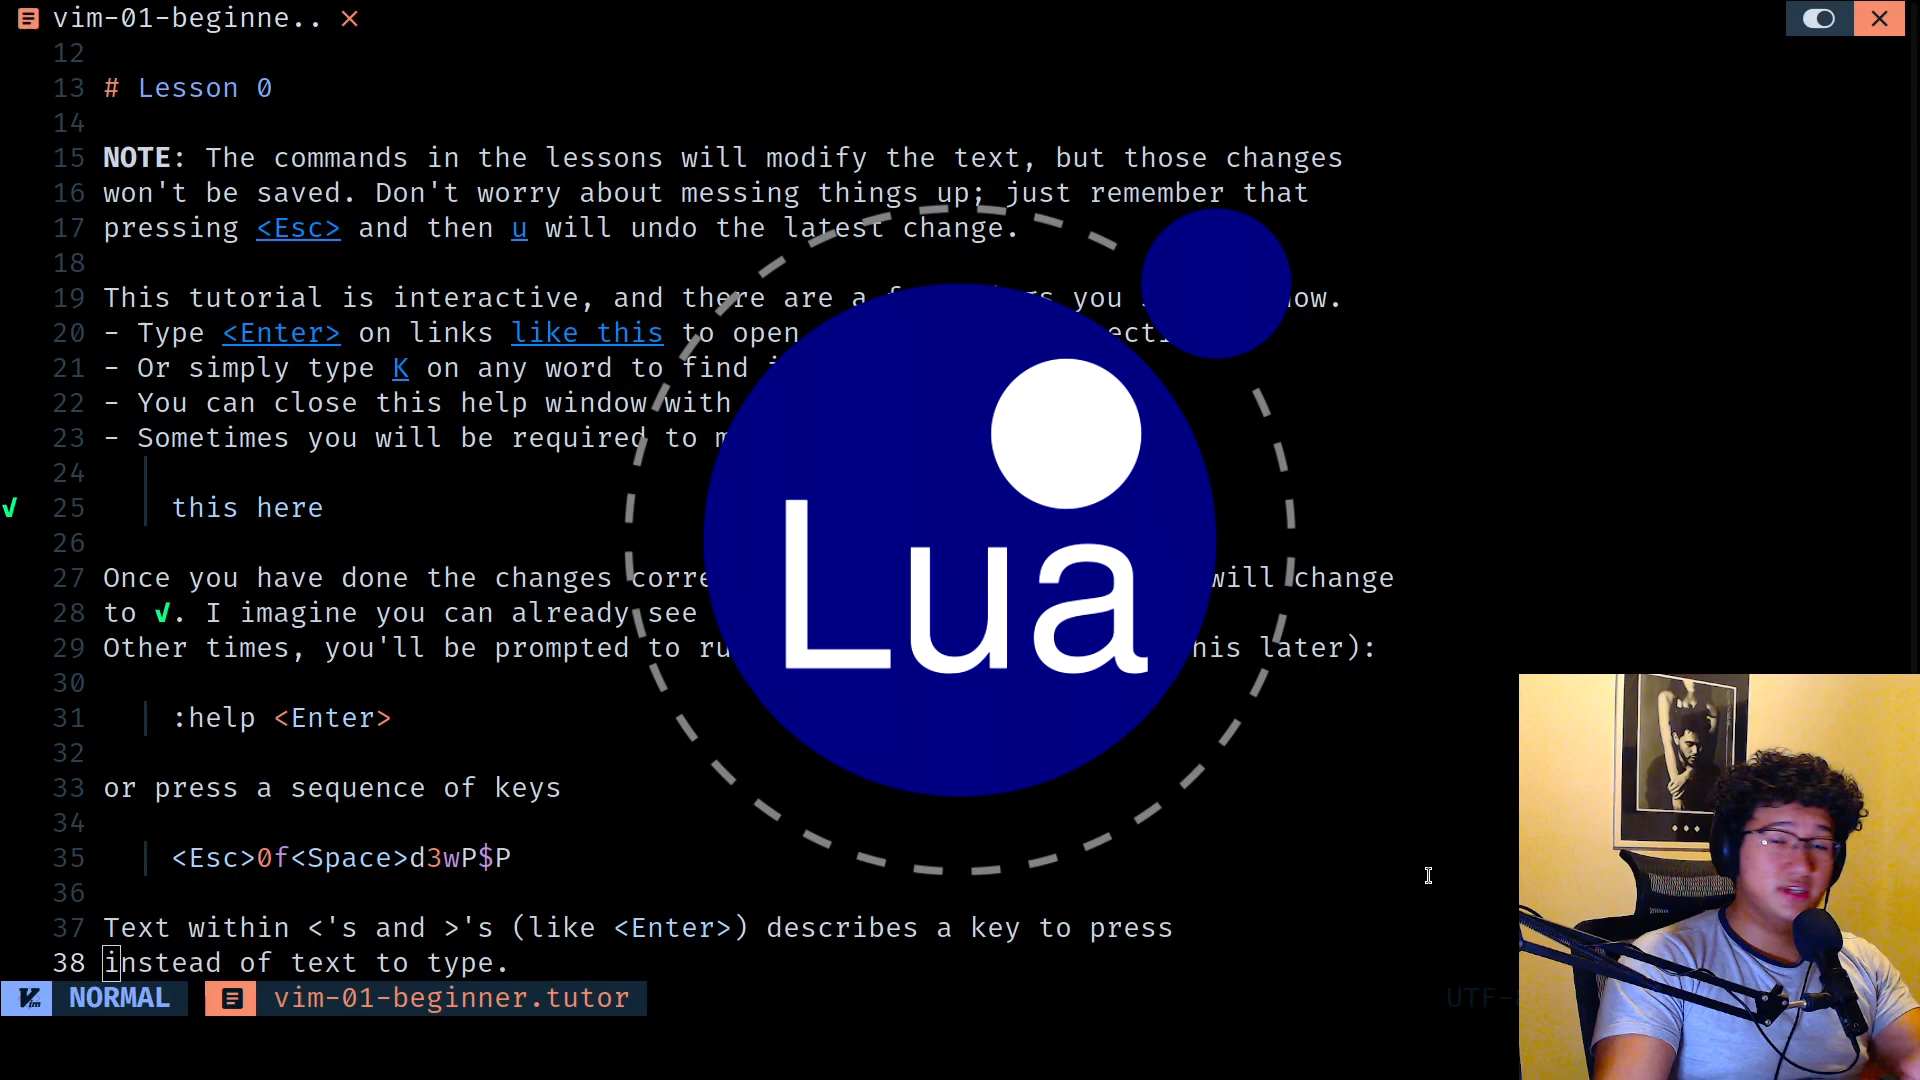 vim-01-beginne..
12
13 # Lesson 0
14
15 NOTE: The commands in the lessons will modify the text, but those changes
16 won't be saved. Don't worry about messing things up; just remember that
17 pressing <Esc> and then u will undo the latest change.
18
19 This tutorial is interactive, and there are a you
20 - Type <Enter> on links like this to open
21 - Or simply type K on any word to find
22 - You can close this help window with
23 - Sometimes you will be required to
24
√ 25 this here
26
27 Once you have done the changes will change
28 to √. I imagine you can already see
29 Other times, you'll be prompted to later):
30
31 :help <Enter>
32
33 or press a sequence of keys
34
35 <Esc>0f<Space>d3wP$P
36
37 Text within <'s and >'s (like <Enter>) describes a key to press
38 instead of text to type.
Lua
NORMAL vim-01-beginner.tutor